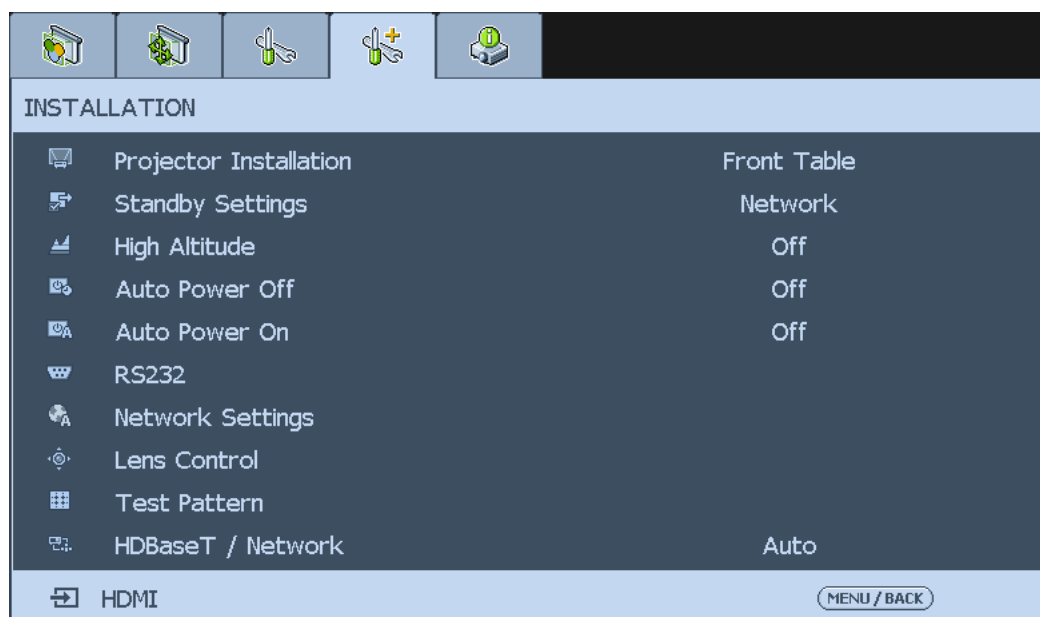 INSTALLATION
Projector Installation Front Table
Standby Settings Network
High Altitude Off
Auto Power Off Off
Auto Power On Off
RS232
Network Settings
Lens Control
Test Pattern
HDBaseT / Network Auto
HDMI MENU / BACK